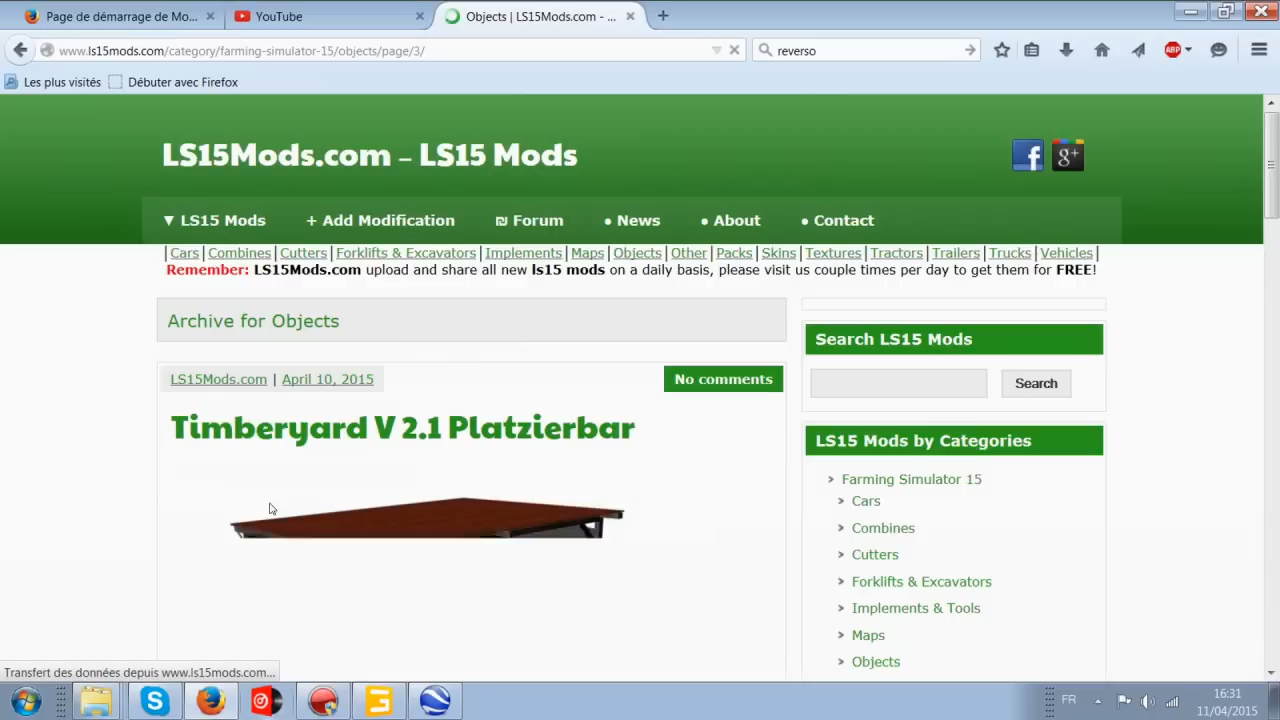 Page de démarrage de Mo...
YouTube
Objects | LS15Mods.com - ...
www.ls15mods.com/category/farming-simulator-15/objects/page/3/
reverso
ABP
Les plus visités
Débuter avec Firefox
LS15Mods.com – LS15 Mods
f
g+
▼ LS15 Mods
+ Add Modification
₪ Forum
● News
● About
● Contact
| Cars | Combines | Cutters | Forklifts & Excavators | Implements | Maps | Objects | Other | Packs | Skins | Textures | Tractors | Trailers | Trucks | Vehicles |
Remember: LS15Mods.com upload and share all new ls15 mods on a daily basis, please visit us couple times per day to get them for FREE!
Archive for Objects
LS15Mods.com | April 10, 2015
No comments
Timberyard V 2.1 Platzierbar
Search LS15 Mods
Search
LS15 Mods by Categories
Farming Simulator 15
Cars
Combines
Cutters
Forklifts & Excavators
Implements & Tools
Maps
Objects
Transfert des données depuis www.ls15mods.com...
FR
16:31
11/04/2015